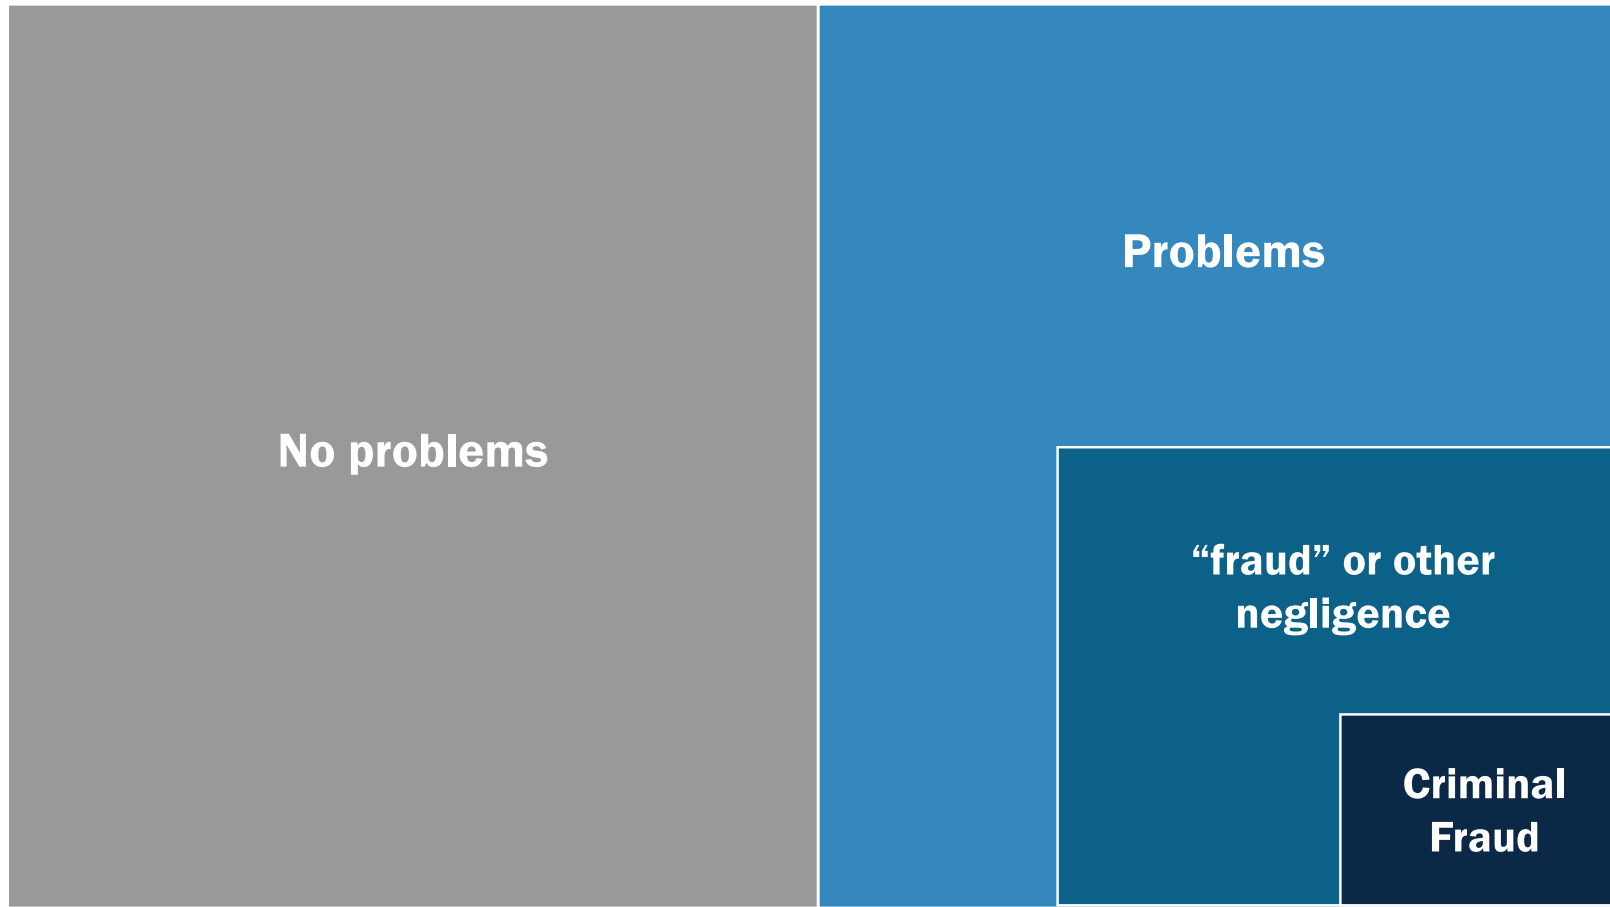 No problems
Problems
“fraud” or other
negligence
Criminal
Fraud